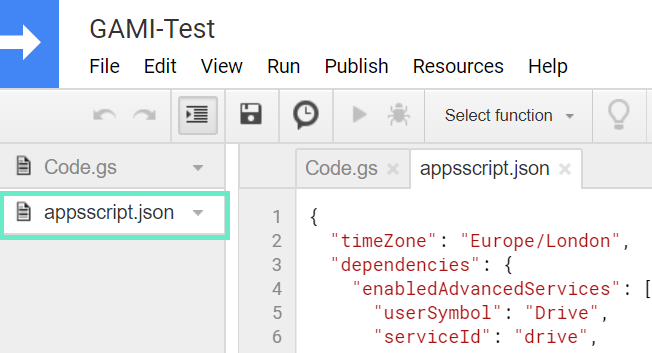 GAMI-Test
File Edit View Run Publish Resources Help
Select function
Code.gs
appsscript.json
Code.gs appsscript.json
1 {
2 "timeZone": "Europe/London",
3 "dependencies": {
4 "enabledAdvancedServices": [
5 "userSymbol": "Drive",
6 "serviceId": "drive",